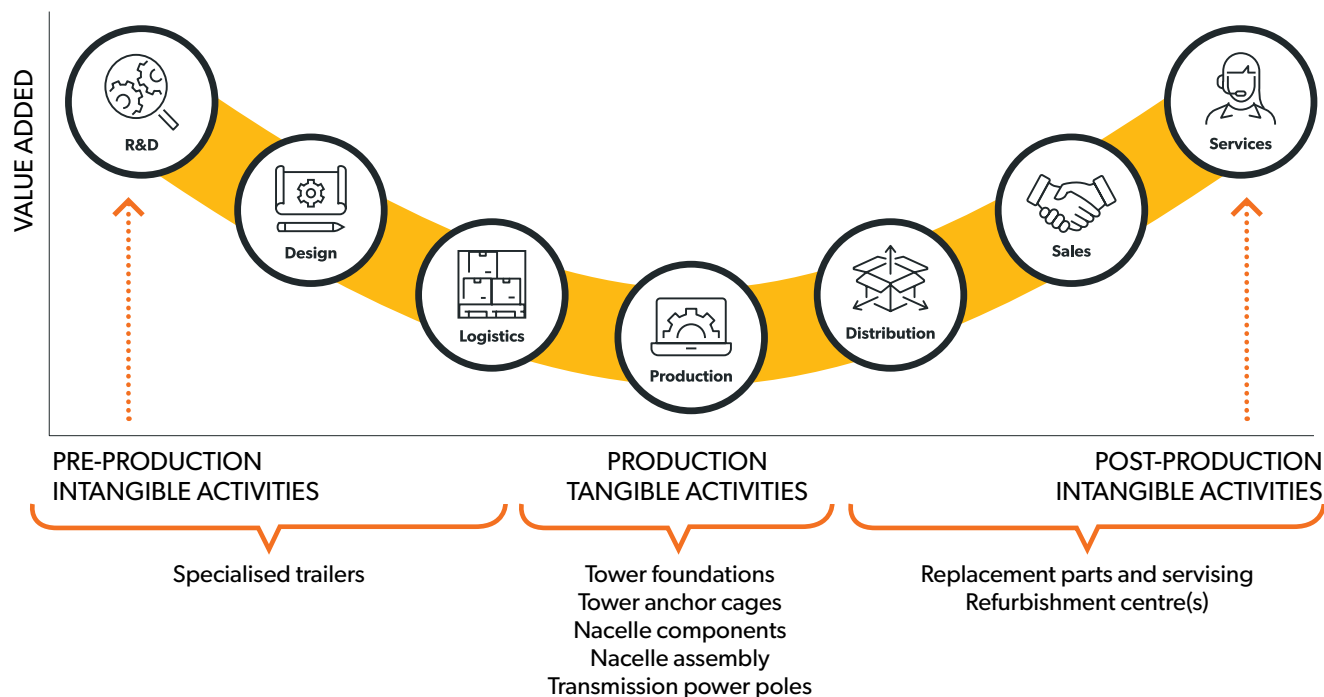 VALUE ADDED
R&D
Design
Logistics
Production
Distribution
Sales
Services
PRE-PRODUCTION
INTANGIBLE ACTIVITIES
PRODUCTION
TANGIBLE ACTIVITIES
POST-PRODUCTION
INTANGIBLE ACTIVITIES
Specialised trailers
Tower foundations
Tower anchor cages
Nacelle components
Nacelle assembly
Transmission power poles
Replacement parts and servising
Refurbishment centre(s)